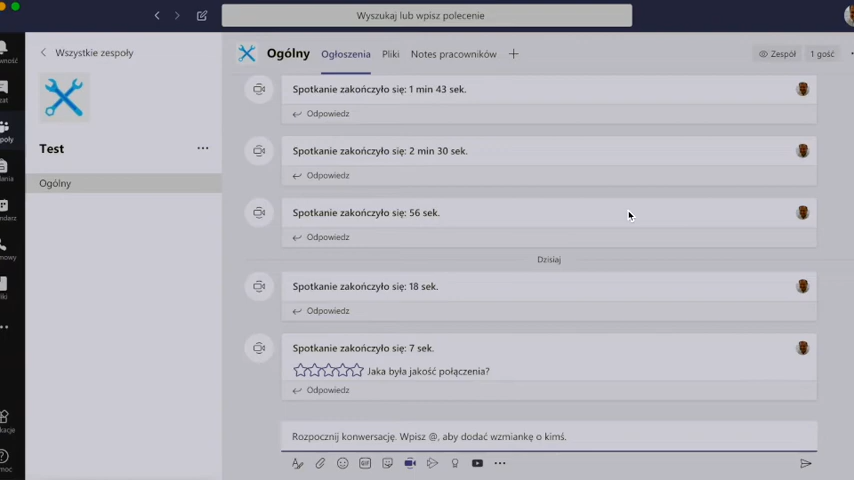 Wyszukaj lub wpisz polecenie
Wszystkie zespoły
Test
Ogólny
Ogólny Ogłoszenia Pliki Notes pracowników
Zespół
1 gość
Spotkanie zakończyło się: 1 min 43 sek.
Odpowiedz
Spotkanie zakończyło się: 2 min 30 sek.
Odpowiedz
Spotkanie zakończyło się: 56 sek.
Odpowiedz
Dzisiaj
Spotkanie zakończyło się: 18 sek.
Odpowiedz
Spotkanie zakończyło się: 7 sek.
Jaka była jakość połączenia?
Odpowiedz
Rozpocznij konwersację. Wpisz @, aby dodać wzmiankę o kimś.
GIF